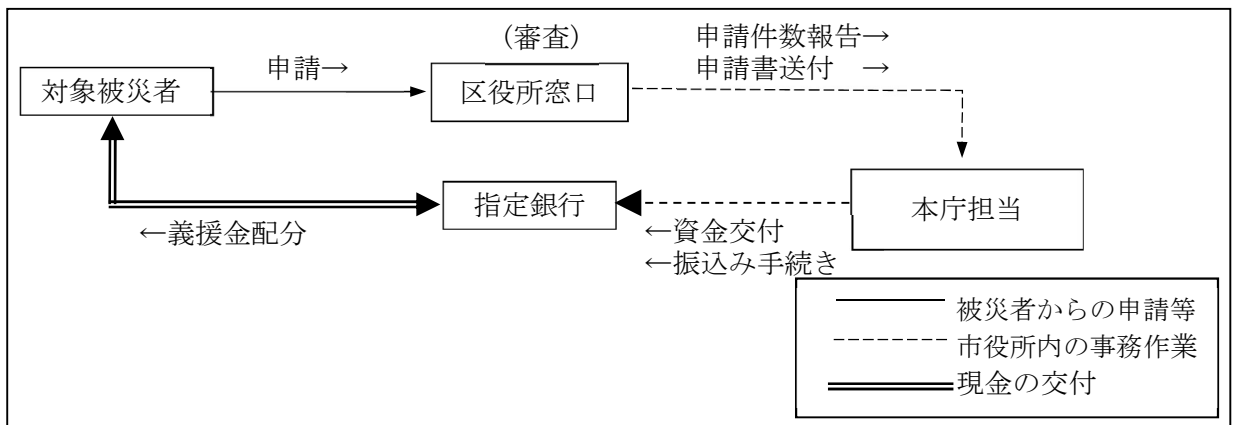 (審査)
申請件数報告→
申請→
申請書送付　→
対象被災者
区役所窓口
指定銀行
本庁担当
←義援金配分
←資金交付
←振込み手続き
被災者からの申請等
市役所内の事務作業
現金の交付